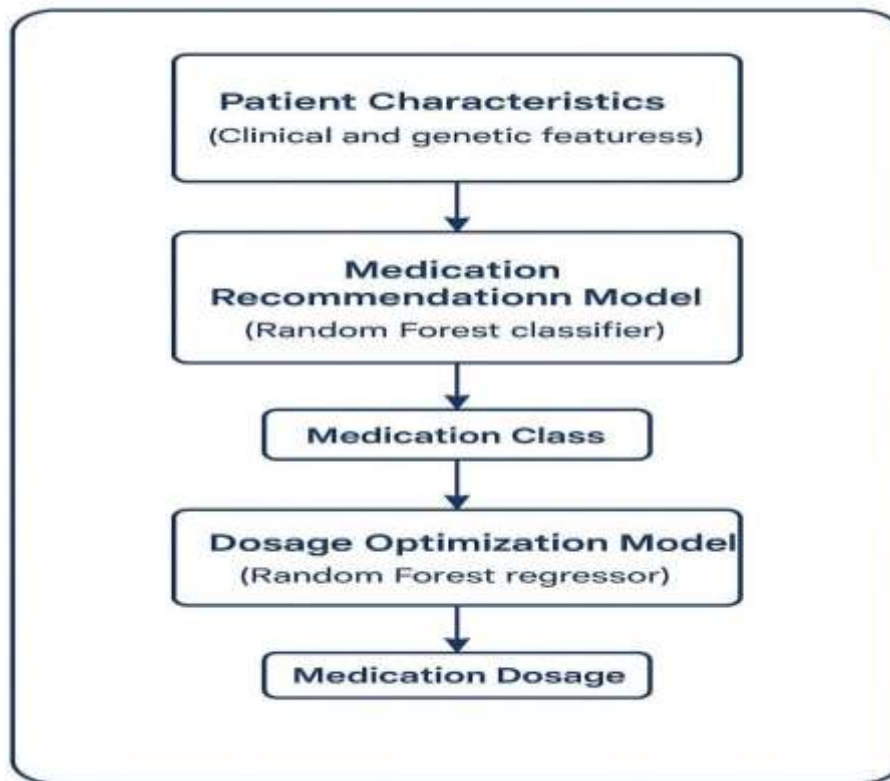 Patient Characteristics
(Clinical and genetic featuress)
Medication
Recommendationn Model
(Random Forest classifier)
Medication Class
Dosage Optimization Model
(Random Forest regressor)
Medication Dosage